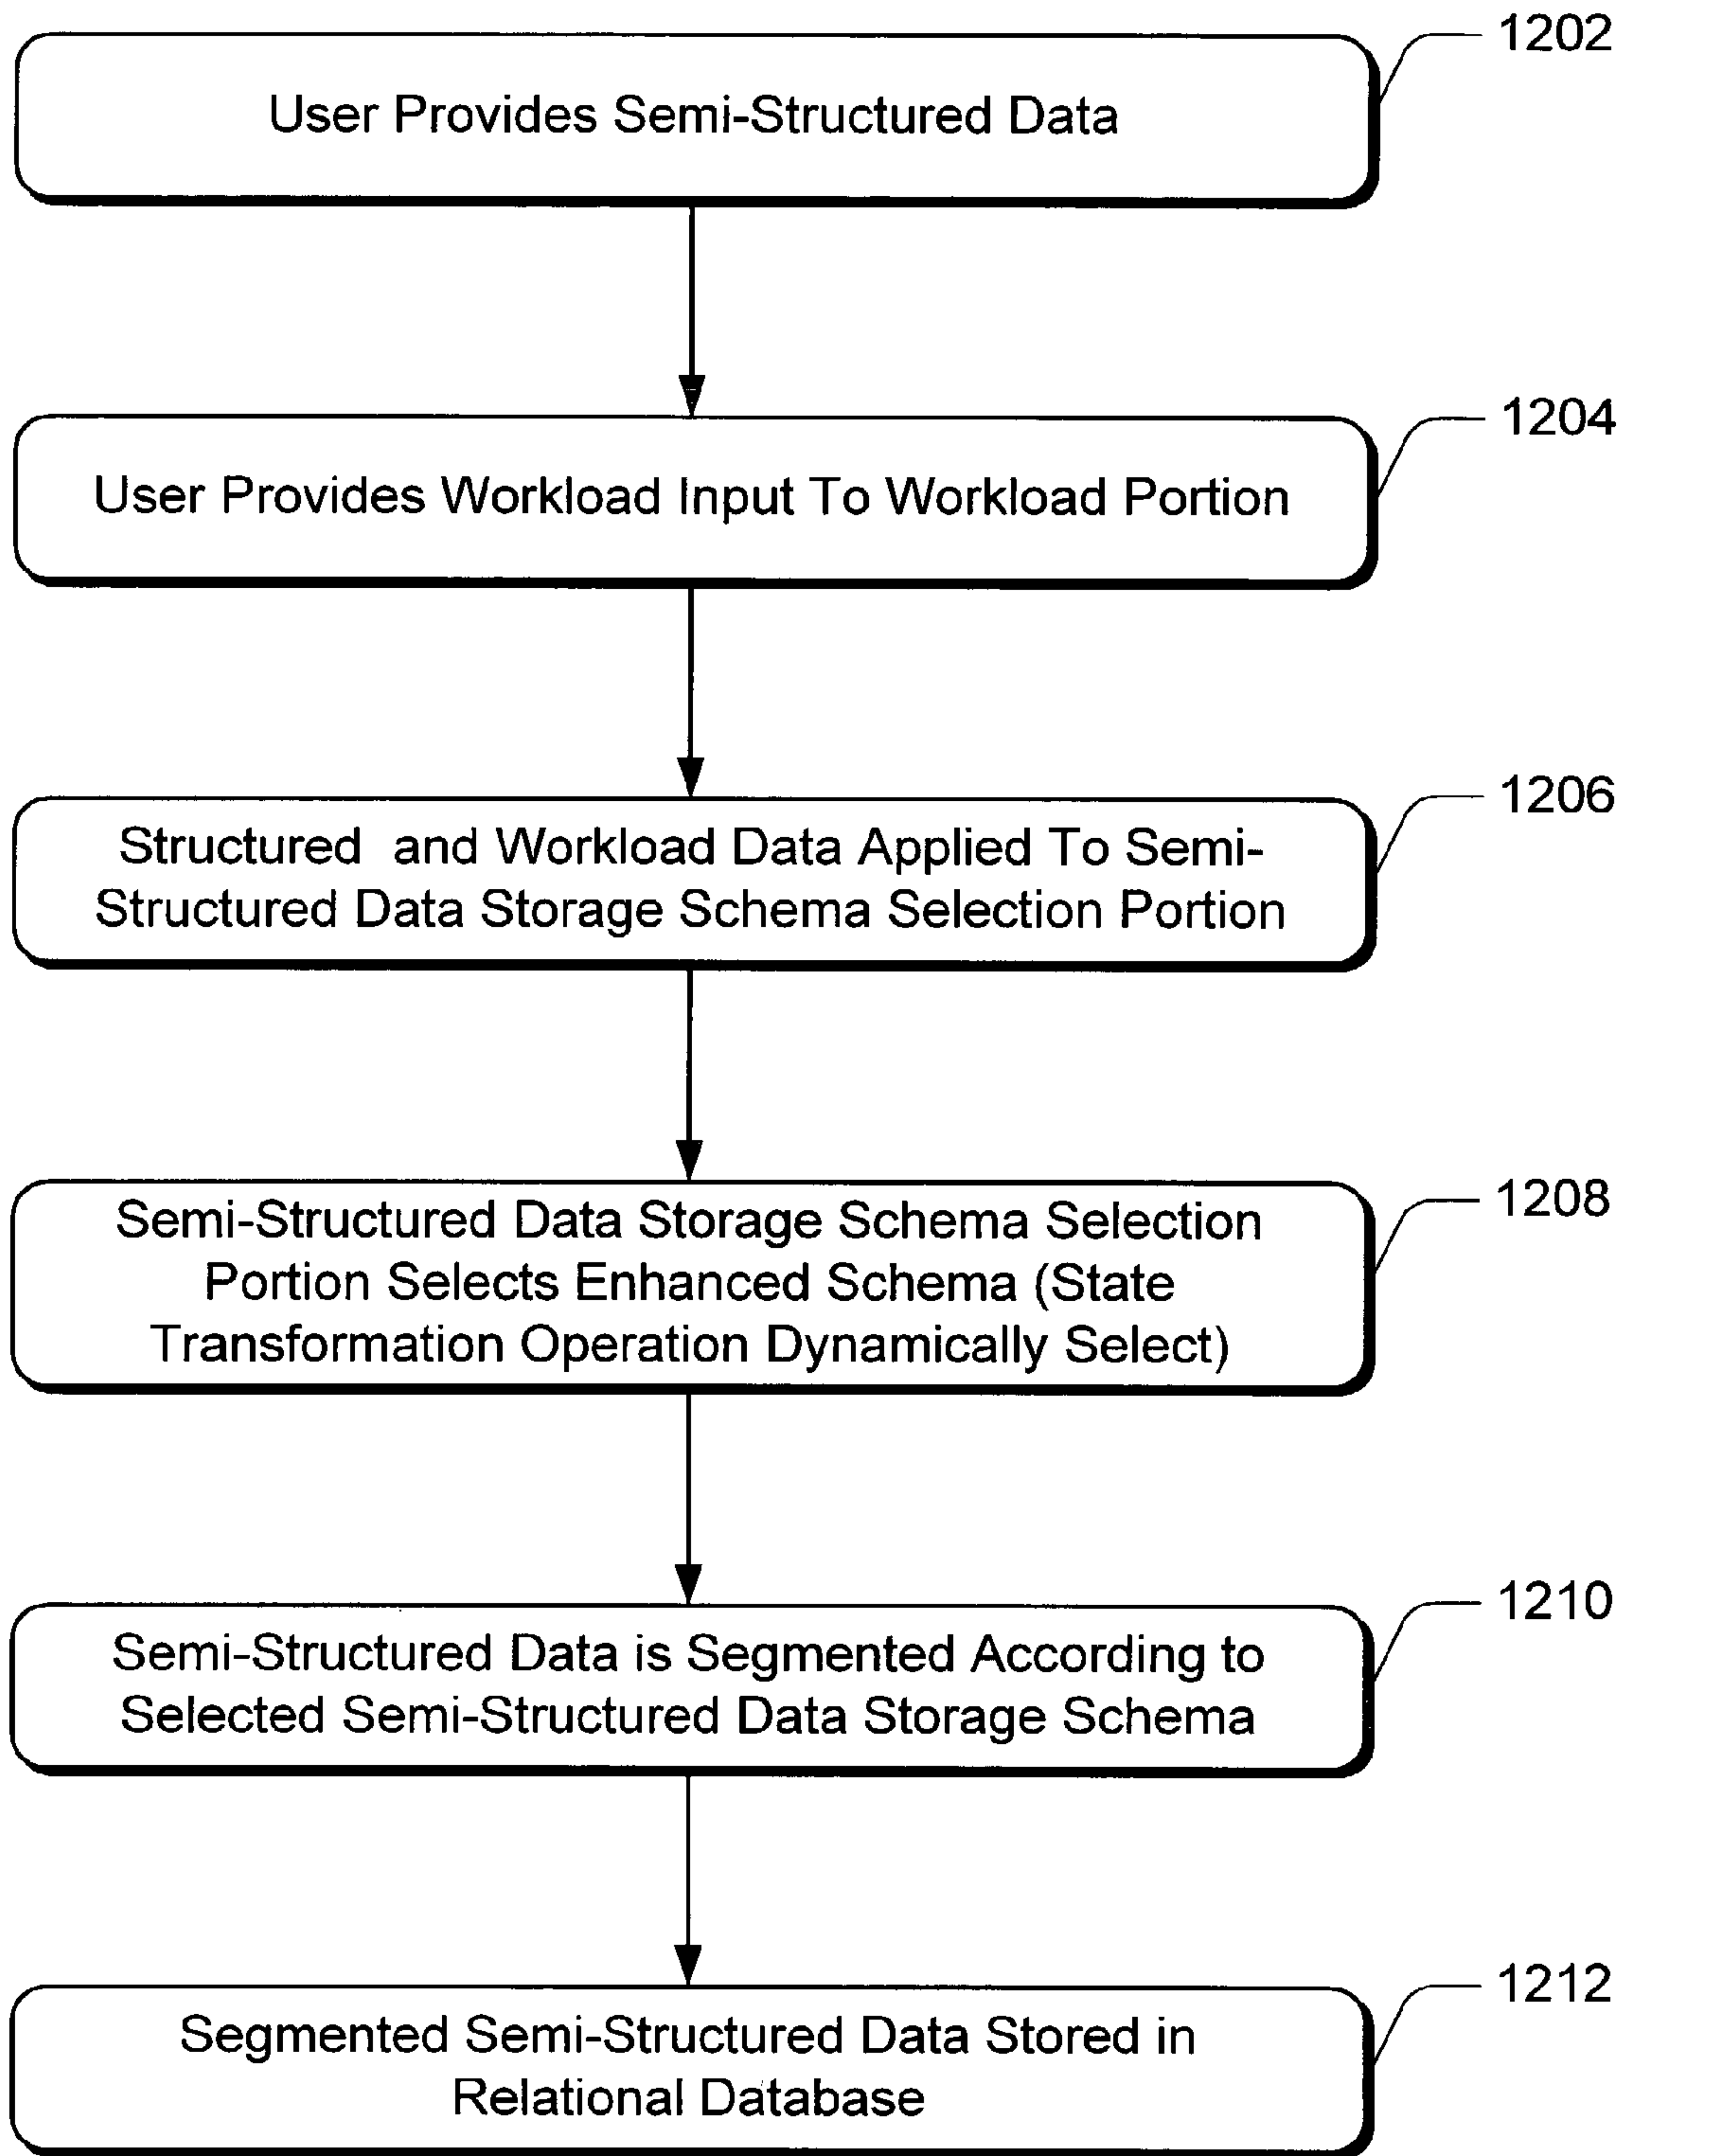 1202
User Provides Semi-Structured Data
1204
User Provides Workload Input To Workload Portion
1206
Structured and Workload Data Applied To Semi-
Structured Data Storage Schema Selection Portion
1208
Semi-Structured Data Storage Schema Selection
Portion Selects Enhanced Schema (State
Transformation Operation Dynamically Select)
1210
Semi-Structured Data is Segmented According to
Selected Semi-Structured Data Storage Schema
1212
Segmented Semi-Structured Data Stored in
Relational Database